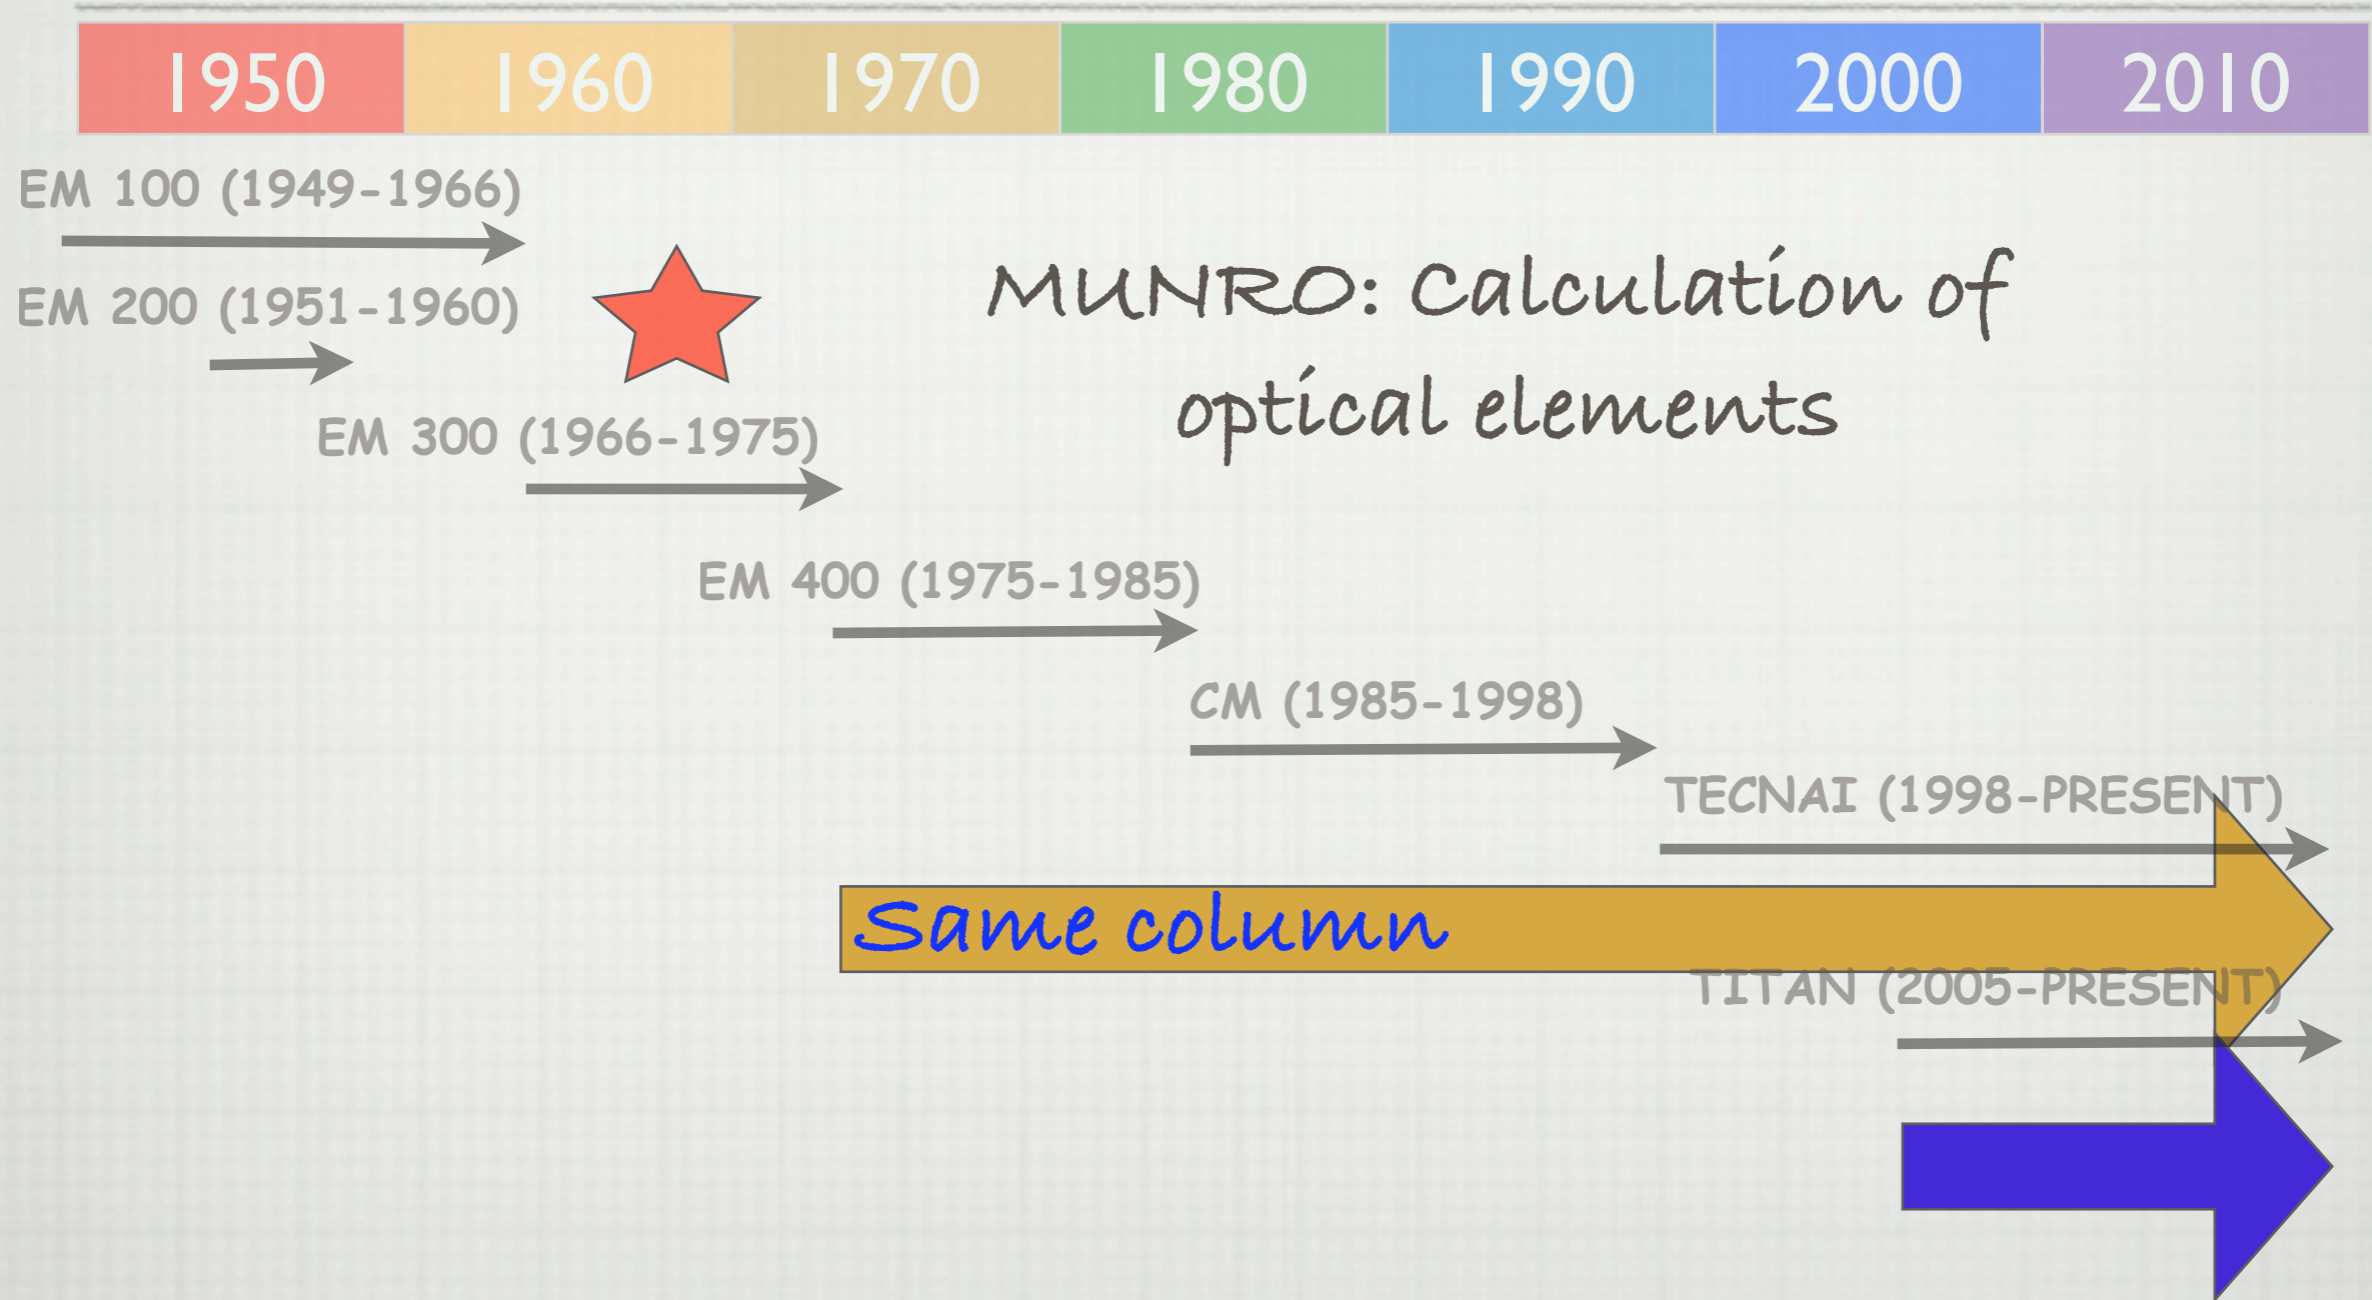 1950 1960 1970 1980 1990 2000 2010
EM 100 (1949-1966)
EM 200 (1951-1960)
MUNRO: Calculation of
optical elements
EM 300 (1966-1975)
EM 400 (1975-1985)
CM (1985-1998)
TECNAI (1998-PRESENT)
Same column
TITAN (2005-PRESENT)